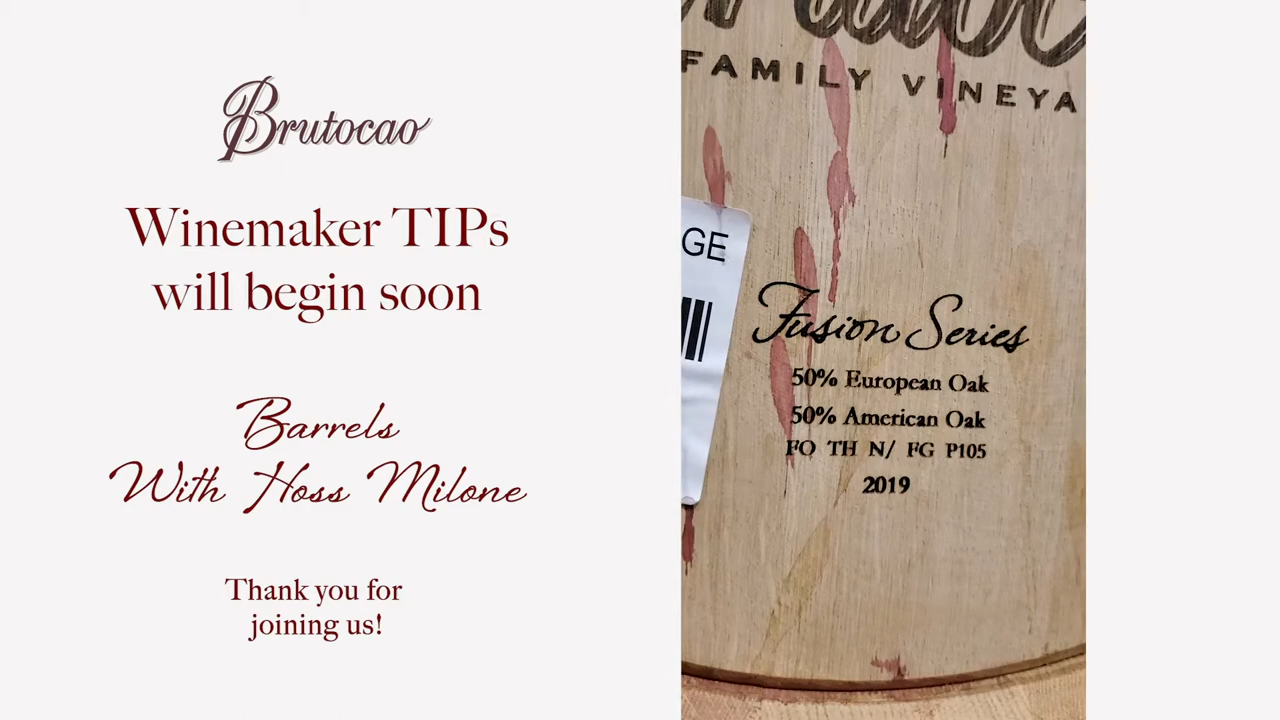 Brutocao
Winemaker TIPs
will begin soon
Barrels
With Hoss Milone
Thank you for
joining us!
FAMILY VINEYA
GE
Fusion Series
50% European Oak
50% American Oak
FO TH N/ FG P105
2019